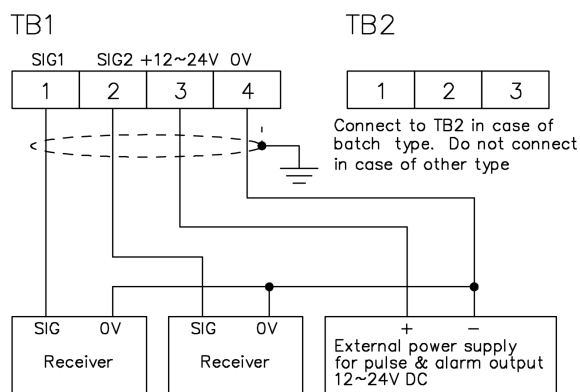 TB1
TB2
SIG1 SIG2 +12~24V 0V
1 2 3 4
1 2 3
Connect to TB2 in case of
batch type. Do not connect
in case of other type
SIG 0V
Receiver
SIG 0V
Receiver
+ −
External power supply
for pulse & alarm output
12~24V DC